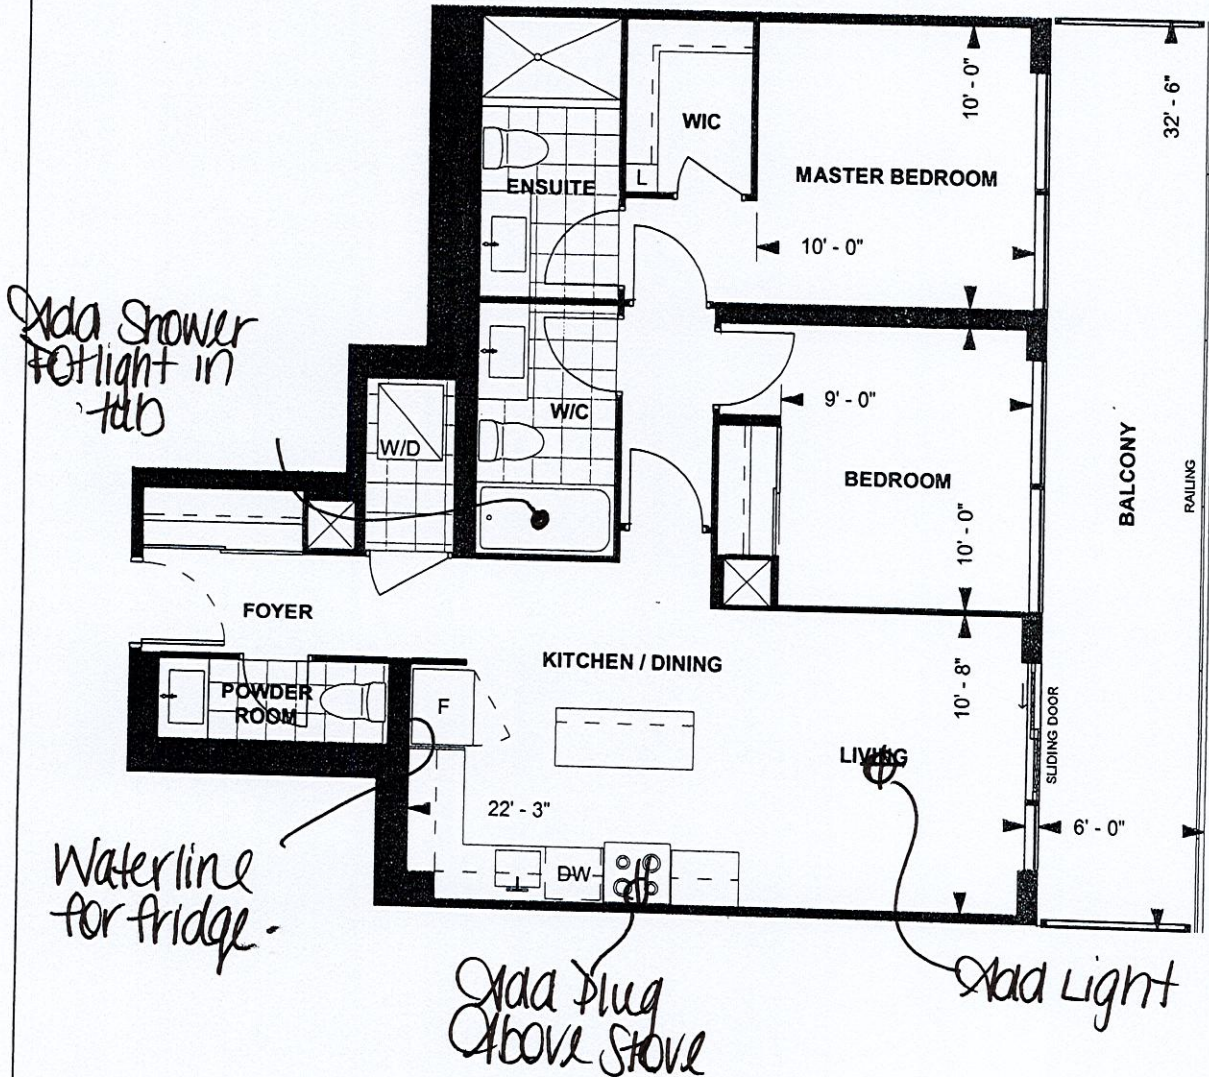 10' - 0"
32' - 6"
WIC
MASTER BEDROOM
L
ENSUITE
10' - 0"
Add Shower
Potlight in
tub
9' - 0"
W/C
W/D
BEDROOM
BALCONY
RAILING
10' - 0"
FOYER
KITCHEN / DINING
POWDER
ROOM
F
10' - 8"
SLIDING DOOR
LIVING
22' - 3"
6' - 0"
DW
Waterline
for fridge.
Add Plug
Above Stove
Add Light